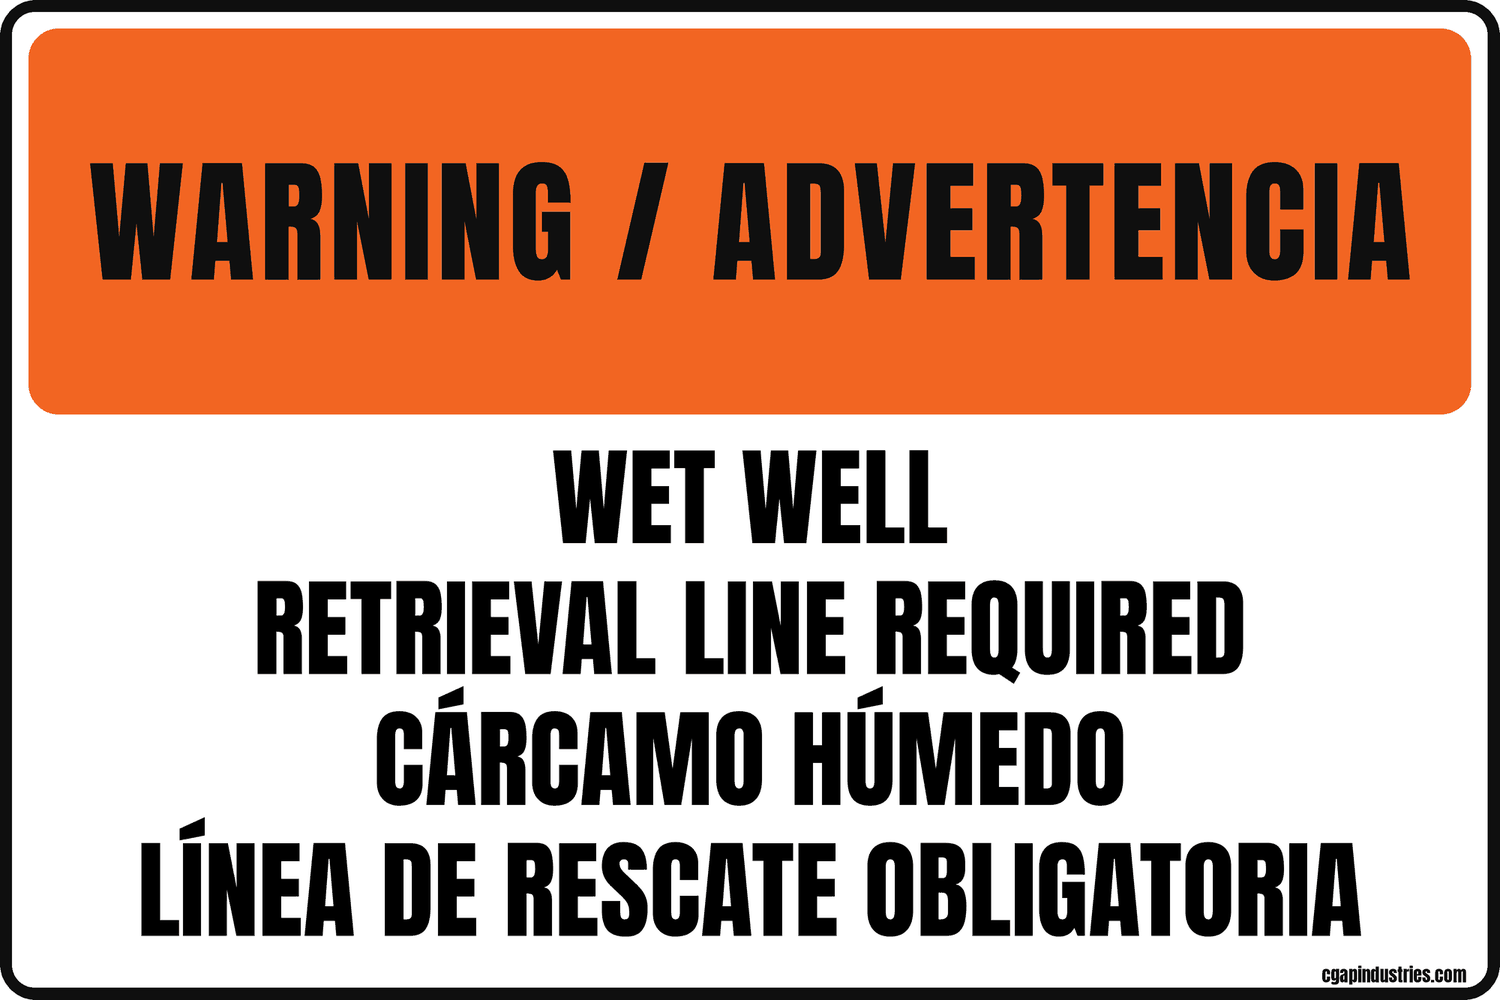 WARNING / ADVERTENCIA
WET WELL
RETRIEVAL LINE REQUIRED
CÁRCAMO HÚMEDO
LÍNEA DE RESCATE OBLIGATORIA
cgapindustries.com